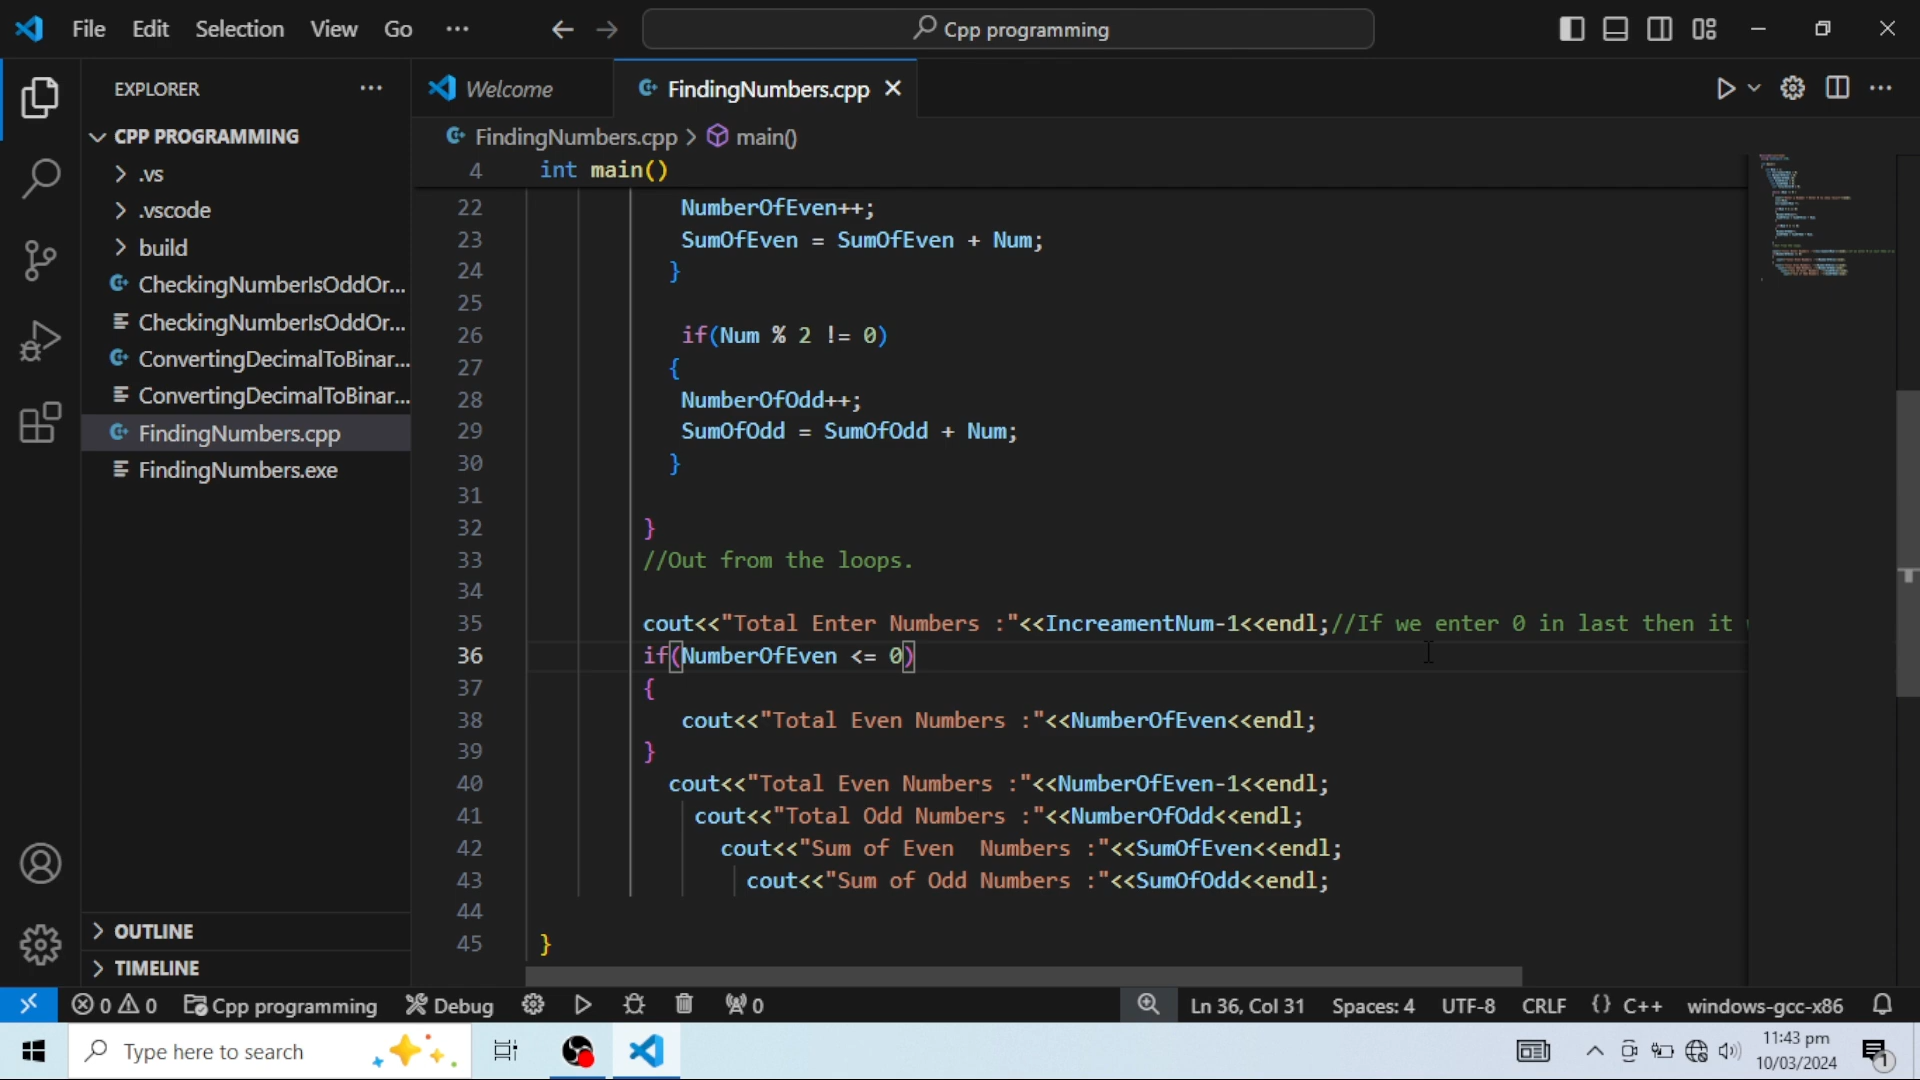 File Edit Selection View Go ···
Cpp programming
EXPLORER ···
Welcome
FindingNumbers.cpp
CPP PROGRAMMING
.vs
.vscode
build
CheckingNumberIsOddOr...
CheckingNumberIsOddOr...
ConvertingDecimalToBinar...
ConvertingDecimalToBinar...
FindingNumbers.cpp
FindingNumbers.exe
OUTLINE
TIMELINE
FindingNumbers.cpp > main()
4 int main()
22 NumberOfEven++;
23 SumOfEven = SumOfEven + Num;
24 }
25
26 if(Num % 2 != 0)
27 {
28 NumberOfOdd++;
29 SumOfOdd = SumOfOdd + Num;
30 }
31
32 }
33 //Out from the loops.
34
35 cout<<"Total Enter Numbers :"<<IncreamentNum-1<<endl;//If we enter 0 in last then it
36 if(NumberOfEven <= 0)
37 {
38 cout<<"Total Even Numbers :"<<NumberOfEven<<endl;
39 }
40 cout<<"Total Even Numbers :"<<NumberOfEven-1<<endl;
41 cout<<"Total Odd Numbers :"<<NumberOfOdd<<endl;
42 cout<<"Sum of Even  Numbers :"<<SumOfEven<<endl;
43 cout<<"Sum of Odd Numbers :"<<SumOfOdd<<endl;
44
45 }
0 0 Cpp programming Debug 0 Ln 36, Col 31 Spaces: 4 UTF-8 CRLF {} C++ windows-gcc-x86
Type here to search
11:43 pm
10/03/2024
1